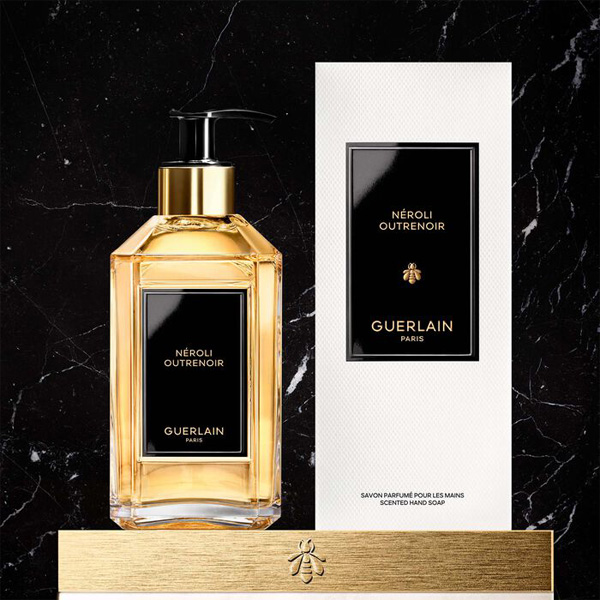 NÉROLI
OUTRENOIR
GUERLAIN
PARIS
NÉROLI
OUTRENOIR
GUERLAIN
PARIS
SAVON PARFUMÉ POUR LES MAINS
SCENTED HAND SOAP